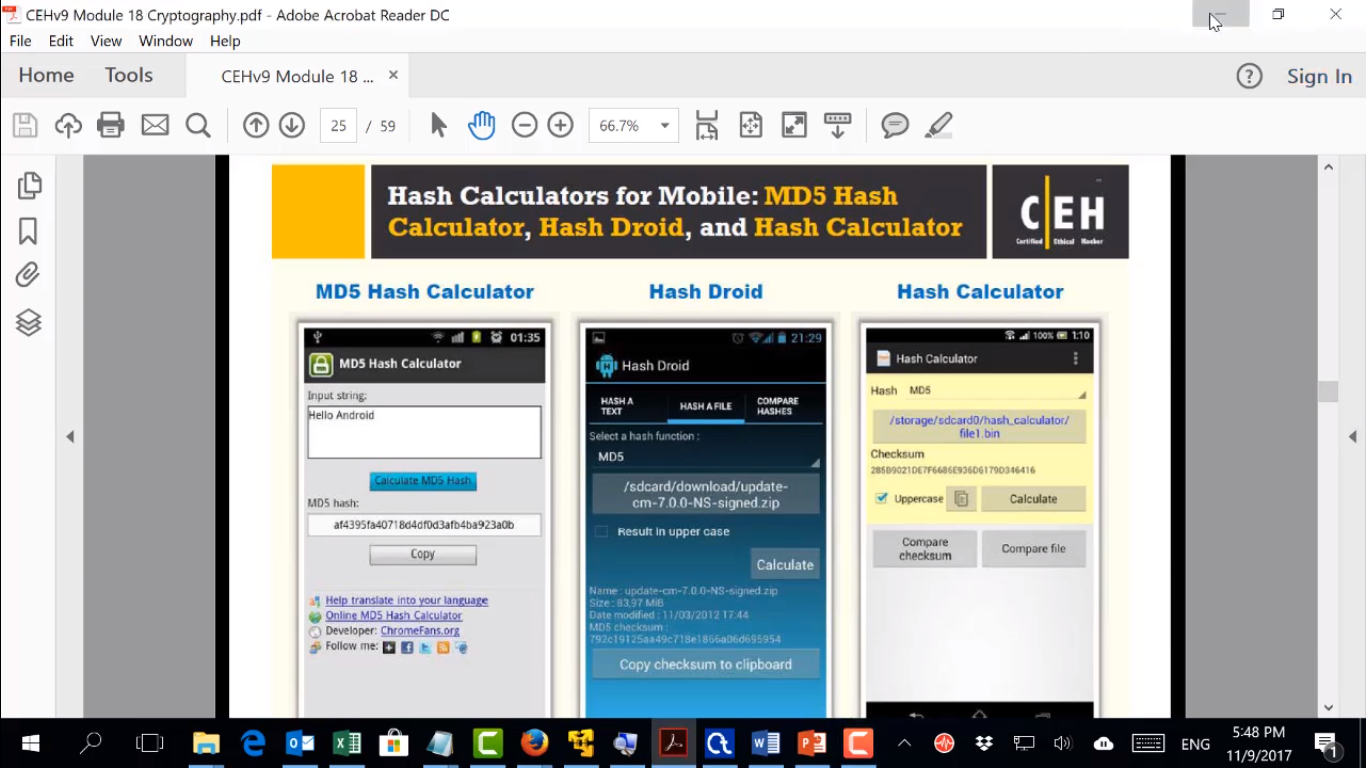 CEHv9 Module 18 Cryptography.pdf - Adobe Acrobat Reader DC
File Edit View Window Help
Home Tools CEHv9 Module 18 ... × Sign In
25 / 59 66.7%
Hash Calculators for Mobile: MD5 Hash
Calculator, Hash Droid, and Hash Calculator
CEH
Certified Ethical Hacker
MD5 Hash Calculator
01:35
MD5 Hash Calculator
Input string:
Hello Android
Calculate MD5 Hash
MD5 hash:
af4395fa40718d4df0d3afb4ba923a0b
Copy
Help translate into your language
Online MD5 Hash Calculator
Developer: ChromeFans.org
Follow me:
Hash Droid
21:29
Hash Droid
HASH A
TEXT
HASH A FILE
COMPARE
HASHES
Select a hash function :
MD5
/sdcard/download/update-
cm-7.0.0-NS-signed.zip
Result in upper case
Calculate
Name : update-cm-7.0.0-NS-signed.zip
Size : 83,97 MiB
Date modified : 11/03/2012 17:44
MD5 checksum :
792c19125aa49c718e1866a06d695954
Copy checksum to clipboard
Hash Calculator
100% 1:10
Hash Calculator
Hash MD5
/storage/sdcard0/hash_calculator/
file1.bin
Checksum
285B9021DE7F6686E936D6179D346416
Uppercase
Calculate
Compare
checksum
Compare file
ENG
5:48 PM
11/9/2017
1